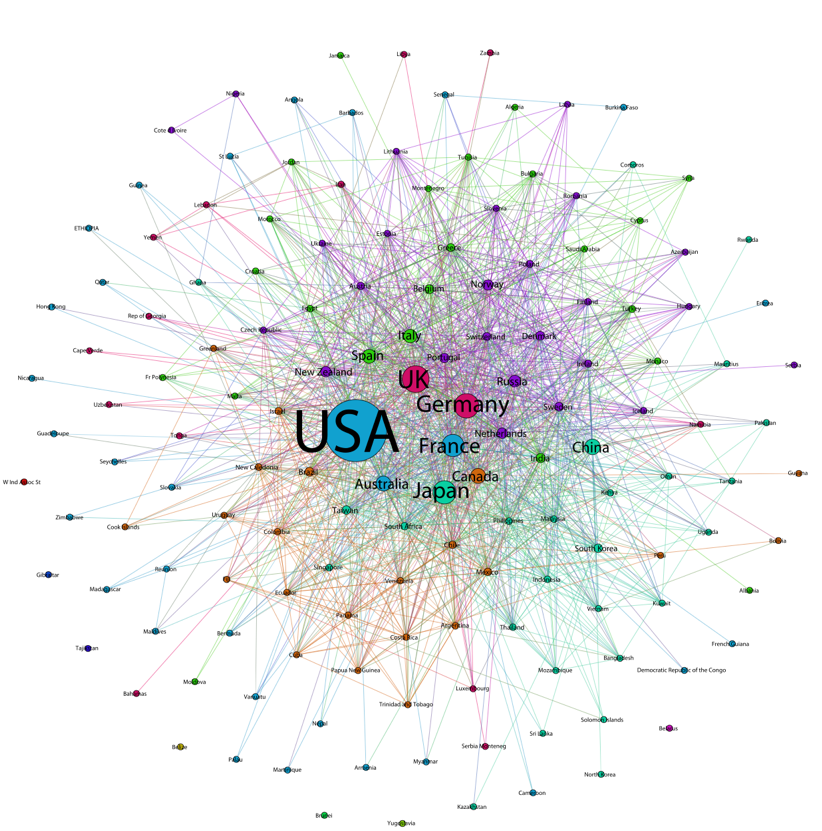 Jamaica
Libya
Zambia
Nigeria
Angola
Barbados
Senegal
Algeria
Latvia
Burkina Faso
Cote d'Ivoire
St Lucia
Lithuania
Tunisia
Jordan
Bulgaria
Comoros
Syria
Guinea
Iran
Montenegro
Romania
Lebanon
Slovenia
Morocco
Cyprus
ETHIOPIA
Yemen
Estonia
Ukraine
Greece
Saudi Arabia
Rwanda
Azerbaijan
Croatia
Poland
Qatar
Ghana
Austria
Belgium
Norway
Hong Kong
Egypt
Finland
Turkey
Hungary
Eritrea
Rep of Georgia
Czech Republic
Italy
Switzerland
Denmark
Cape Verde
Greenland
Spain
Portugal
Monaco
Mauritius
Ireland
Serbia
Nicaragua
Fr Polynesia
New Zealand
UK
Russia
Malta
Uzbekistan
Israel
Germany
Sweden
Iceland
Namibia
Pakistan
Guadoupe
Tonga
USA
Netherlands
France
China
Seychelles
New Caledonia
Brazil
India
W Ind Assoc St
Slovakia
Australia
Canada
Oman
Tanzania
Guyana
Japan
Kenya
Zimbabwe
Cook Islands
Uruguay
Taiwan
Philippines
Malaysia
South Africa
Colombia
Uganda
Bolivia
Chile
South Korea
Peru
Gibraltar
Reunion
Singapore
Fiji
Venezuela
Mexico
Indonesia
Madagascar
Ecuador
Albania
Kuwait
Vietnam
Panama
Maldives
Bermuda
Argentina
Thailand
Costa Rica
French Guiana
Tajikistan
Cuba
Bangladesh
Papua New Guinea
Mozambique
Democratic Republic of the Congo
Moldova
Luxembourg
Bahamas
Vanuatu
Trinidad and Tobago
Nepal
Solomon Islands
Sri Lanka
Belarus
Belize
Serbia Monteneg
Palau
Martinique
Armenia
Myanmar
North Korea
Cameroon
Kazakhstan
Brunei
Yugoslavia